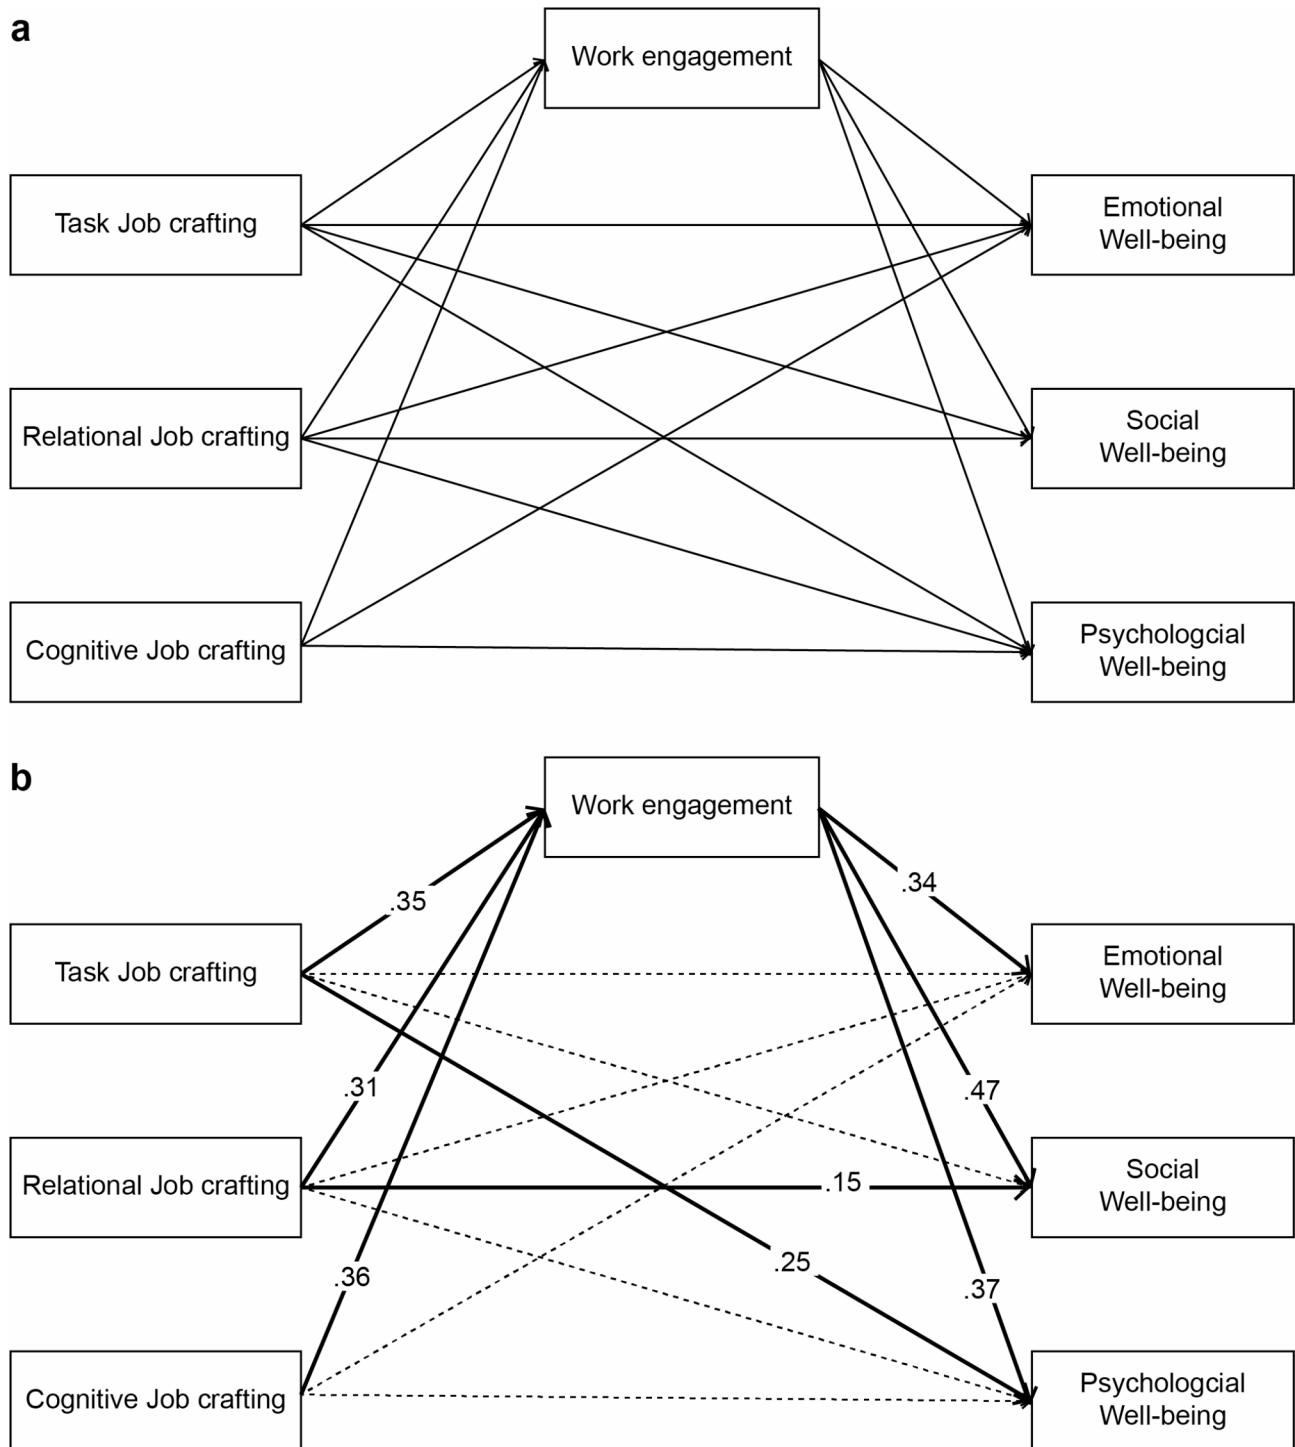 a
Work engagement
Task Job crafting
Emotional
Well-being
Relational Job crafting
Social
Well-being
Cognitive Job crafting
Psychologcial
Well-being
b
Work engagement
.35
.34
Task Job crafting
Emotional
Well-being
.31
.47
Relational Job crafting
.15
Social
Well-being
.36
.25
.37
Cognitive Job crafting
Psychologcial
Well-being